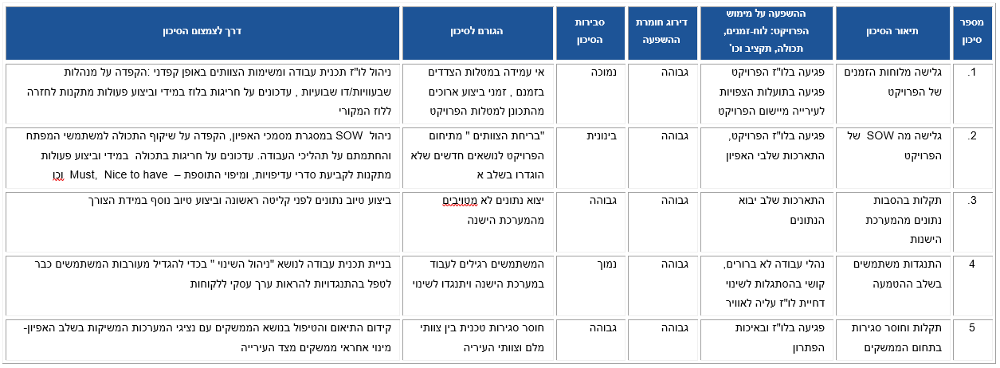 מספר
סיכון
תיאור הסיכון
ההשפעה על מימוש
הפרויקט: לוח-זמנים,
תכולה, תקציב וכו'
דירוג חומרת
ההשפעה
סבירות
הסיכון
הגורם לסיכון
דרך לצמצום הסיכון
1.
גלישה מלוחות הזמנים
של הפרויקט
פגיעה בלו"ז הפרויקט
פגיעה בתועלות הצפויות
לעירייה מיישום הפרויקט
גבוהה
נמוכה
אי עמידה במטלות הצדדים
בזמנם , זמני ביצוע ארוכים
מהתכונן למטלות הפרויקט
ניהול לו"ז תכנית עבודה ומשימות הצוותים באופן קפדני :הקפדה על מנהלות
שבעוויות/דו שבועיות , עדכונים על חריגות בלוז במידי וביצוע פעולות מתקנות לחזרה
ללוז המקורי
2.
גלישה מה SOW של
הפרויקט
פגיעה בלו"ז הפרויקט,
התארכות שלבי האפיון
גבוהה
בינונית
"בריחת הצוותים " מתיחום
הפרויקט לנושאים חדשים שלא
הוגדרו בשלב א
ניהול SOW במסגרת מסמכי האפיון, הקפדה על שיקוף התכולה למשתמשי המפתח
והחתמתם על תהליכי העבודה. עדכונים על חריגות בתכולה במידי וביצוע פעולות
מתקנות לקביעת סדרי עדיפויות, ומיפוי התוספת – Must, Nice to have וכו
3.
תקלות בהסבות
נתונים מהמערכת
הישנות
התארכות שלב יבוא
הנתונים
גבוהה
גבוהה
יצוא נתונים לא מטויבים
מהמערכת הישנה
ביצוע טיוב נתונים לפני קליטה ראשונה וביצוע טיוב נוסף במידת הצורך
4
התנגדות משתמשים
בשלב ההטמעה
נהלי עבודה לא ברורים,
קושי בהסתגלות לשינוי
דחיית לו"ז עליה לאוויר
גבוהה
נמוך
המשתמשים רגילים לעבוד
במערכת הישנה ויתנגדו לשינוי
בניית תכנית עבודה לנושא "ניהול השינוי " בכדי להגדיל מעורבות המשתמשים כבר
לטפל בהתנגדויות להראות ערך עסקי ללקוחות
5
תקלות וחוסר סגירות
בתחום הממשקים
פגיעה בלו"ז ובאיכות
הפתרון
גבוהה
גבוהה
חוסר סגירות טכנית בין צוותי
מלם וצוותי העיריה
קידום התיאום והטיפול בנושא הממשקים עם נציגי המערכות המשיקות בשלב האפיון-
מינוי אחראי ממשקים מצד העירייה